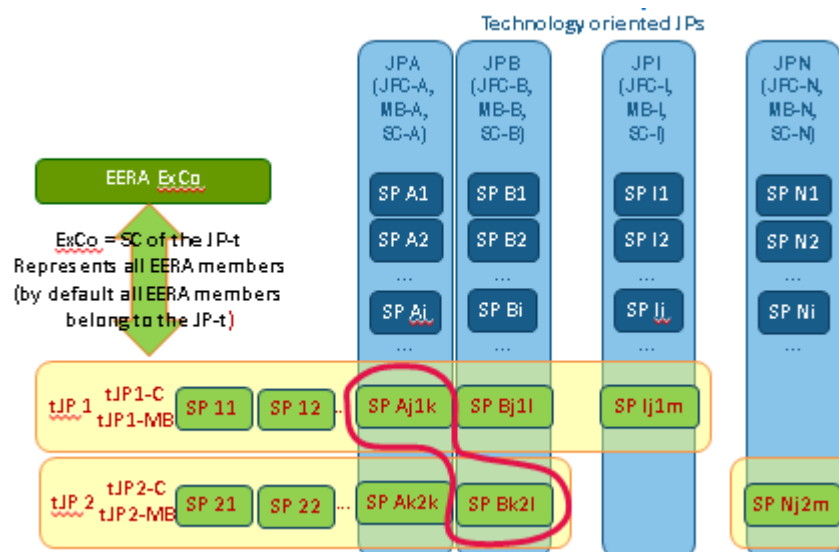 Technology oriented JPs
JPA
(JFC-A,
MB-A,
SC-A)
JPB
(JFC-B,
MB-B,
SC-B)
JPI
(JFC-I,
MB-I,
SC-I)
JPN
(JFC-N,
MB-N,
SC-N)
EERA ExCo
SP A1
SP B1
SP I1
SP N1
SP A2
SP B2
SP I2
SP N2
...
...
...
...
SP Ai
SP Bi
SP Ii
SP Ni
...
...
...
...
ExCo = SC of the JP-t
Represents all EERA members
(by default all EERA members
belong to the JP-t)
tJP 1
tJP1-C
tJP1-MB
SP 11
SP 12
...
SP Aj1k
SP Bj1l
SP Ij1m
tJP 2
tJP2-C
tJP2-MB
SP 21
SP 22
...
SP Ak2k
SP Bk2l
SP Nj2m